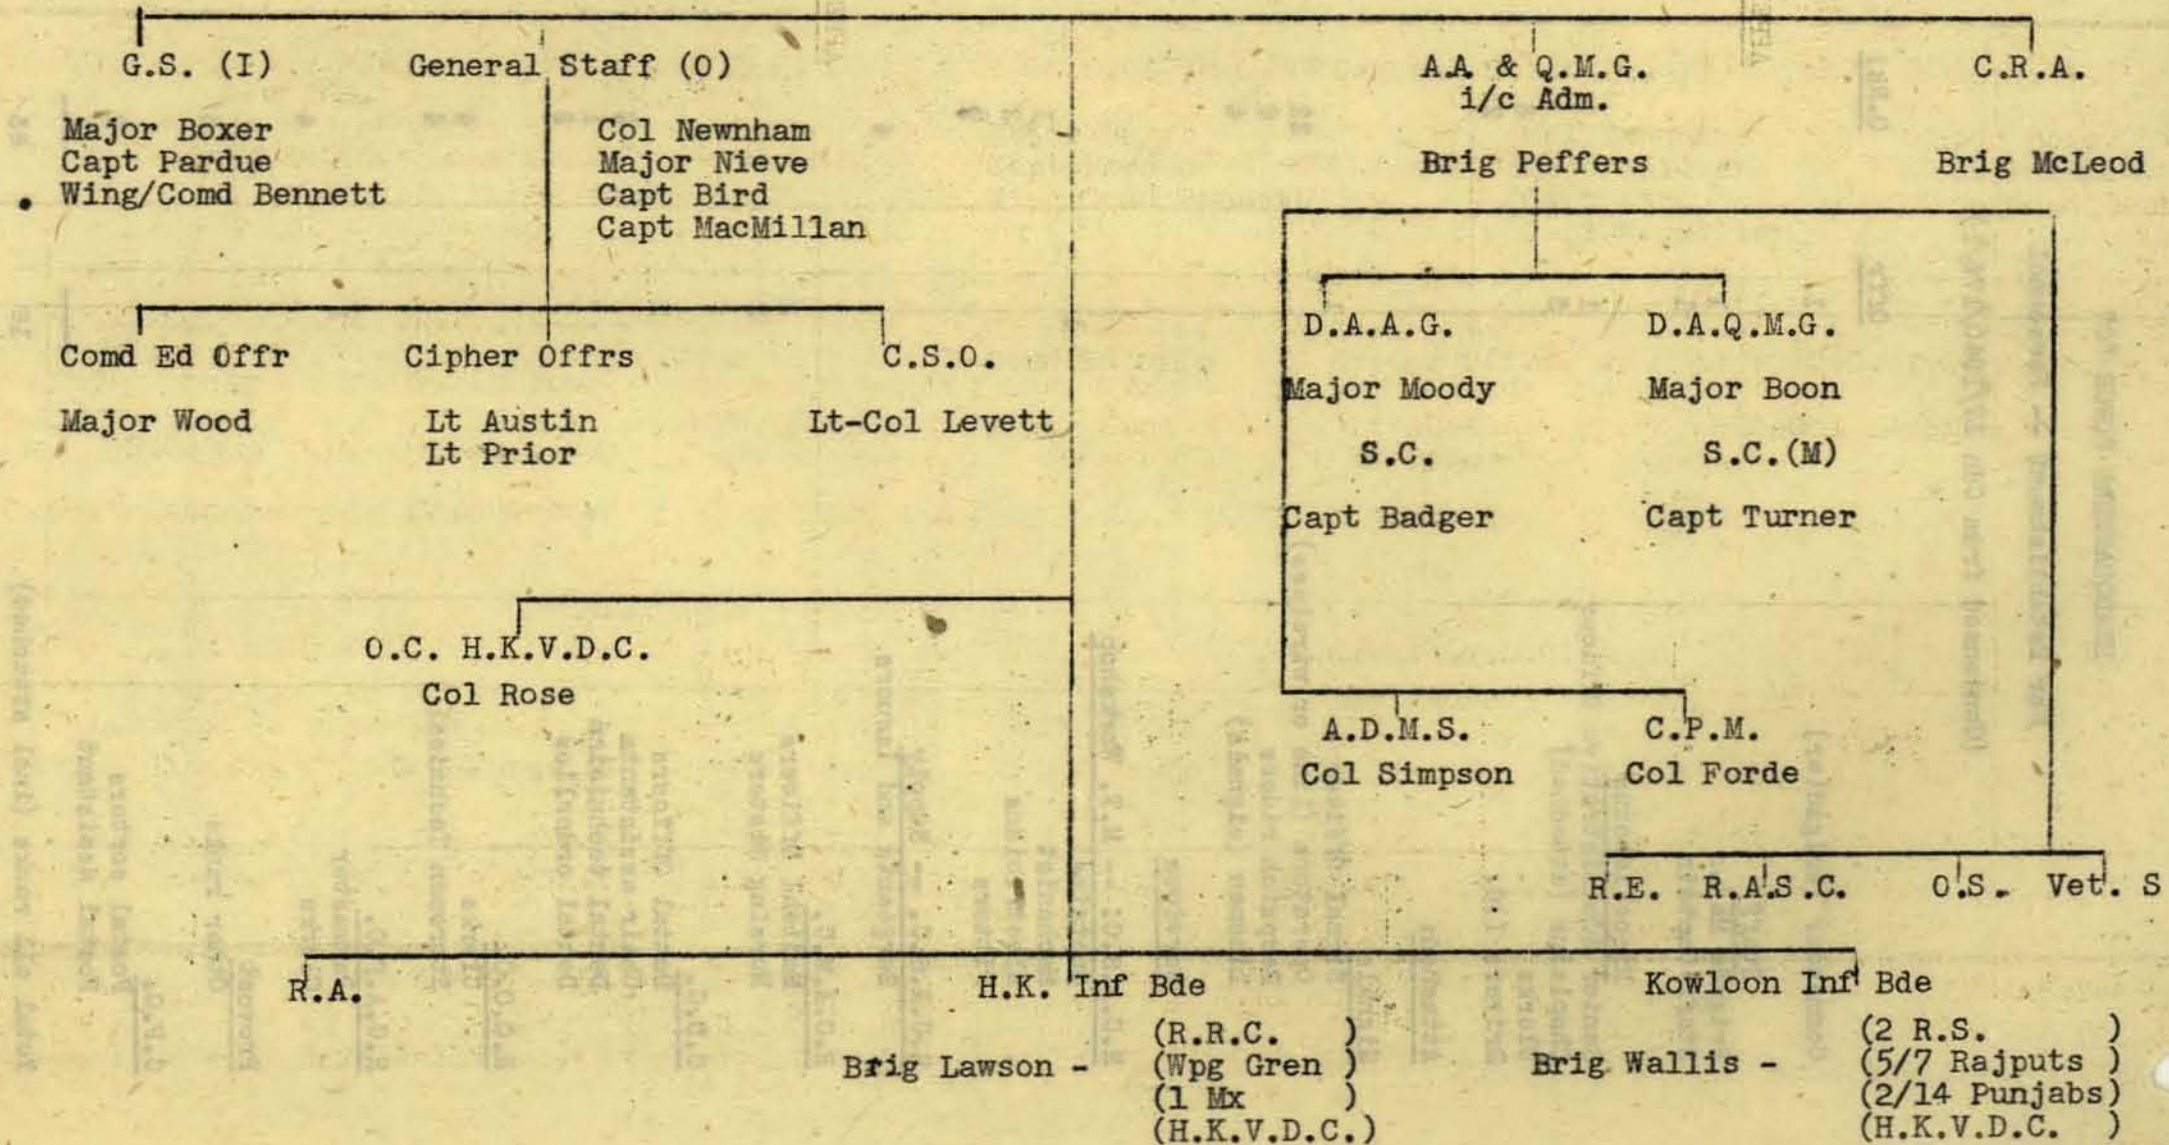 G.S. (I)
General Staff (O)
A.A. & Q.M.G.
i/c Adm.
C.R.A.
Major Boxer
Capt Pardue
Wing/Comd Bennett
Col Newnham
Major Nieve
Capt Bird
Capt MacMillan
Brig Peffers
Brig McLeod
Comd Ed Offr
Cipher Offrs
C.S.O.
Major Wood
Lt Austin
Lt Prior
Lt-Col Levett
D.A.A.G.
D.A.Q.M.G.
Major Moody
Major Boon
S.C.
S.C.(M)
Capt Badger
Capt Turner
O.C. H.K.V.D.C.
Col Rose
A.D.M.S.
Col Simpson
C.P.M.
Col Forde
R.E.
R.A.S.C.
O.S.
Vet. S
R.A.
H.K. Inf Bde
Kowloon Inf Bde
Brig Lawson -
(R.R.C. )
(Wpg Gren )
(1 Mx )
(H.K.V.D.C.)
Brig Wallis -
(2 R.S. )
(5/7 Rajputs )
(2/14 Punjabs)
(H.K.V.D.C. )